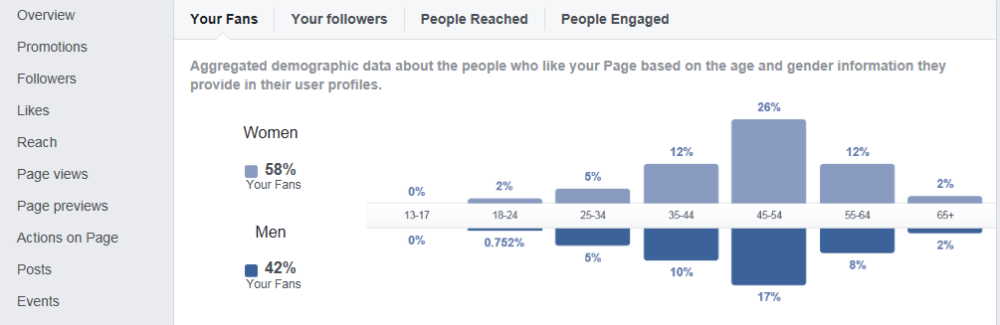 Overview
Promotions
Followers
Likes
Reach
Page views
Page previews
Actions on Page
Posts
Events
Your Fans Your followers People Reached People Engaged
Aggregated demographic data about the people who like your Page based on the age and gender information they
provide in their user profiles.
Women
58%
Your Fans
0% 2% 5% 12% 26% 12% 2%
13-17 18-24 25-34 35-44 45-54 55-64 65+
Men
42%
Your Fans
0% 0.752% 5% 10% 17% 8% 2%